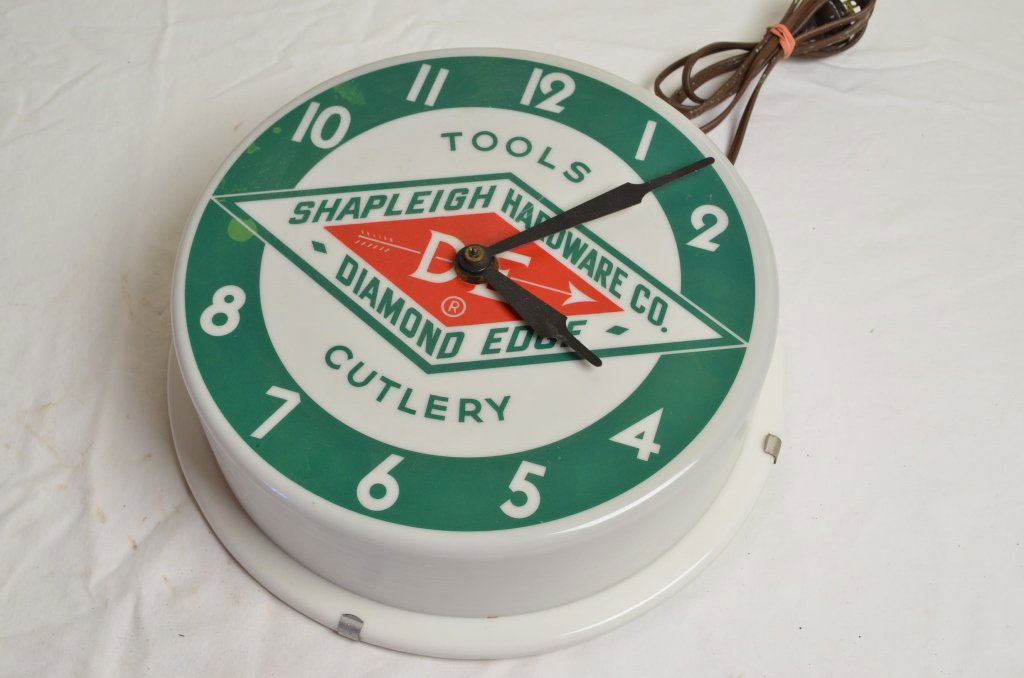 11 12 1
10 2
8 4
7 6 5
TOOLS
SHAPLEIGH HARDWARE CO.
DE
®
DIAMOND EDGE
CUTLERY